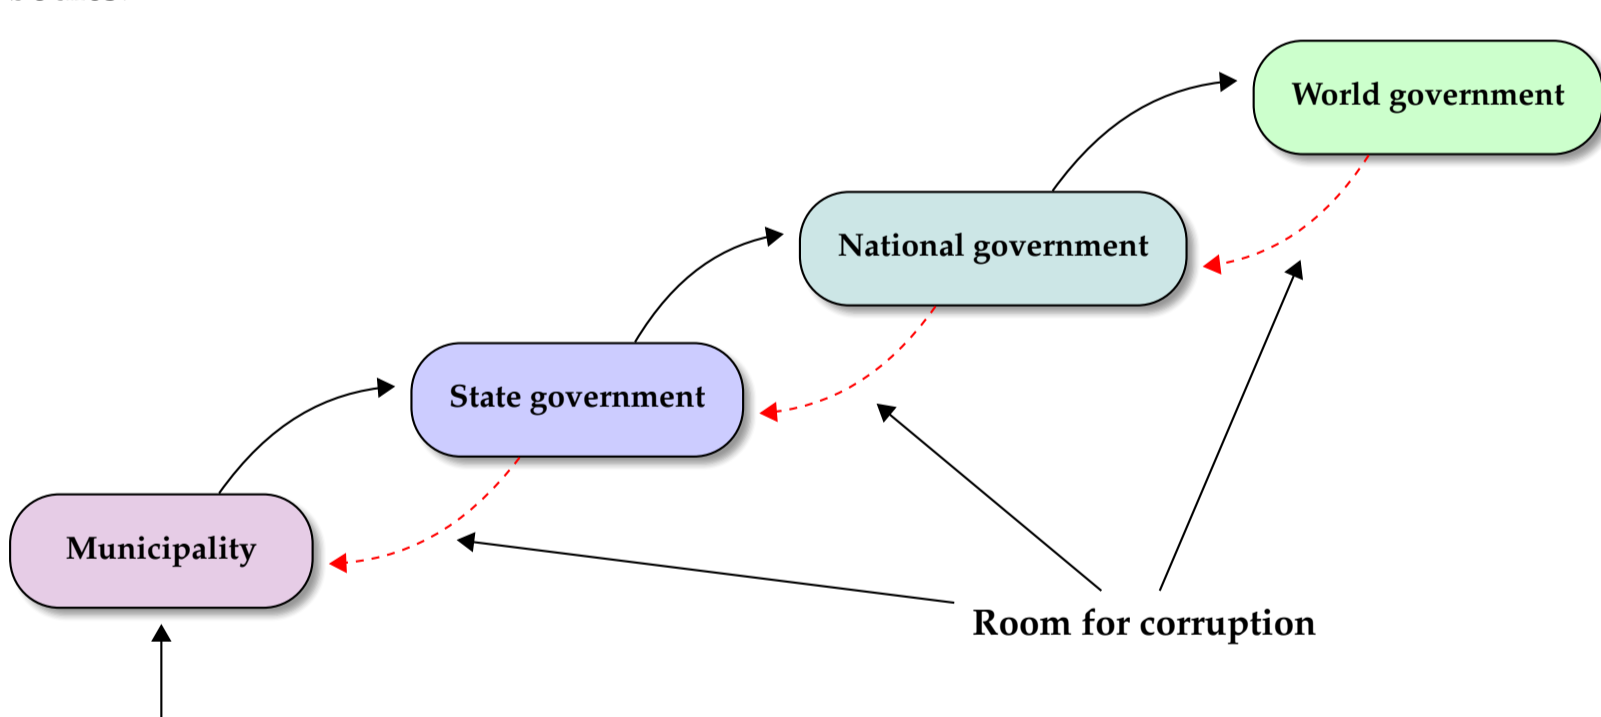 World government
National government
State government
Municipality
Room for corruption